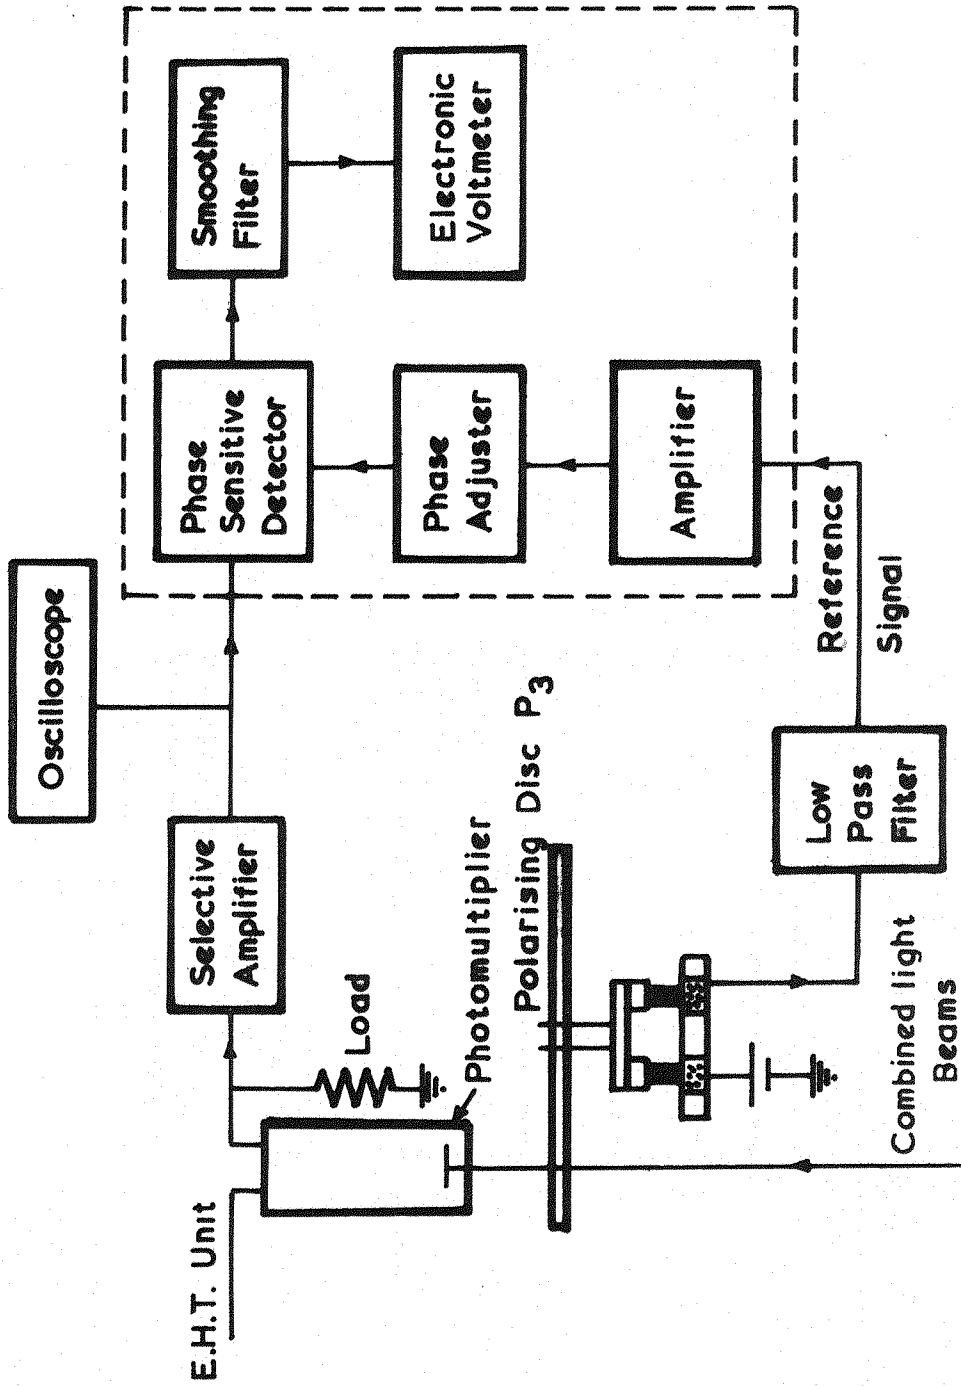 Oscilloscope
E.H.T. Unit
Selective
Amplifier
Phase
Sensitive
Detector
Smoothing
Filter
Load
Photomultiplier
Phase
Adjuster
Electronic
Voltmeter
Polarising Disc P3
Amplifier
Reference
Signal
Low
Pass
Filter
Combined light
Beams